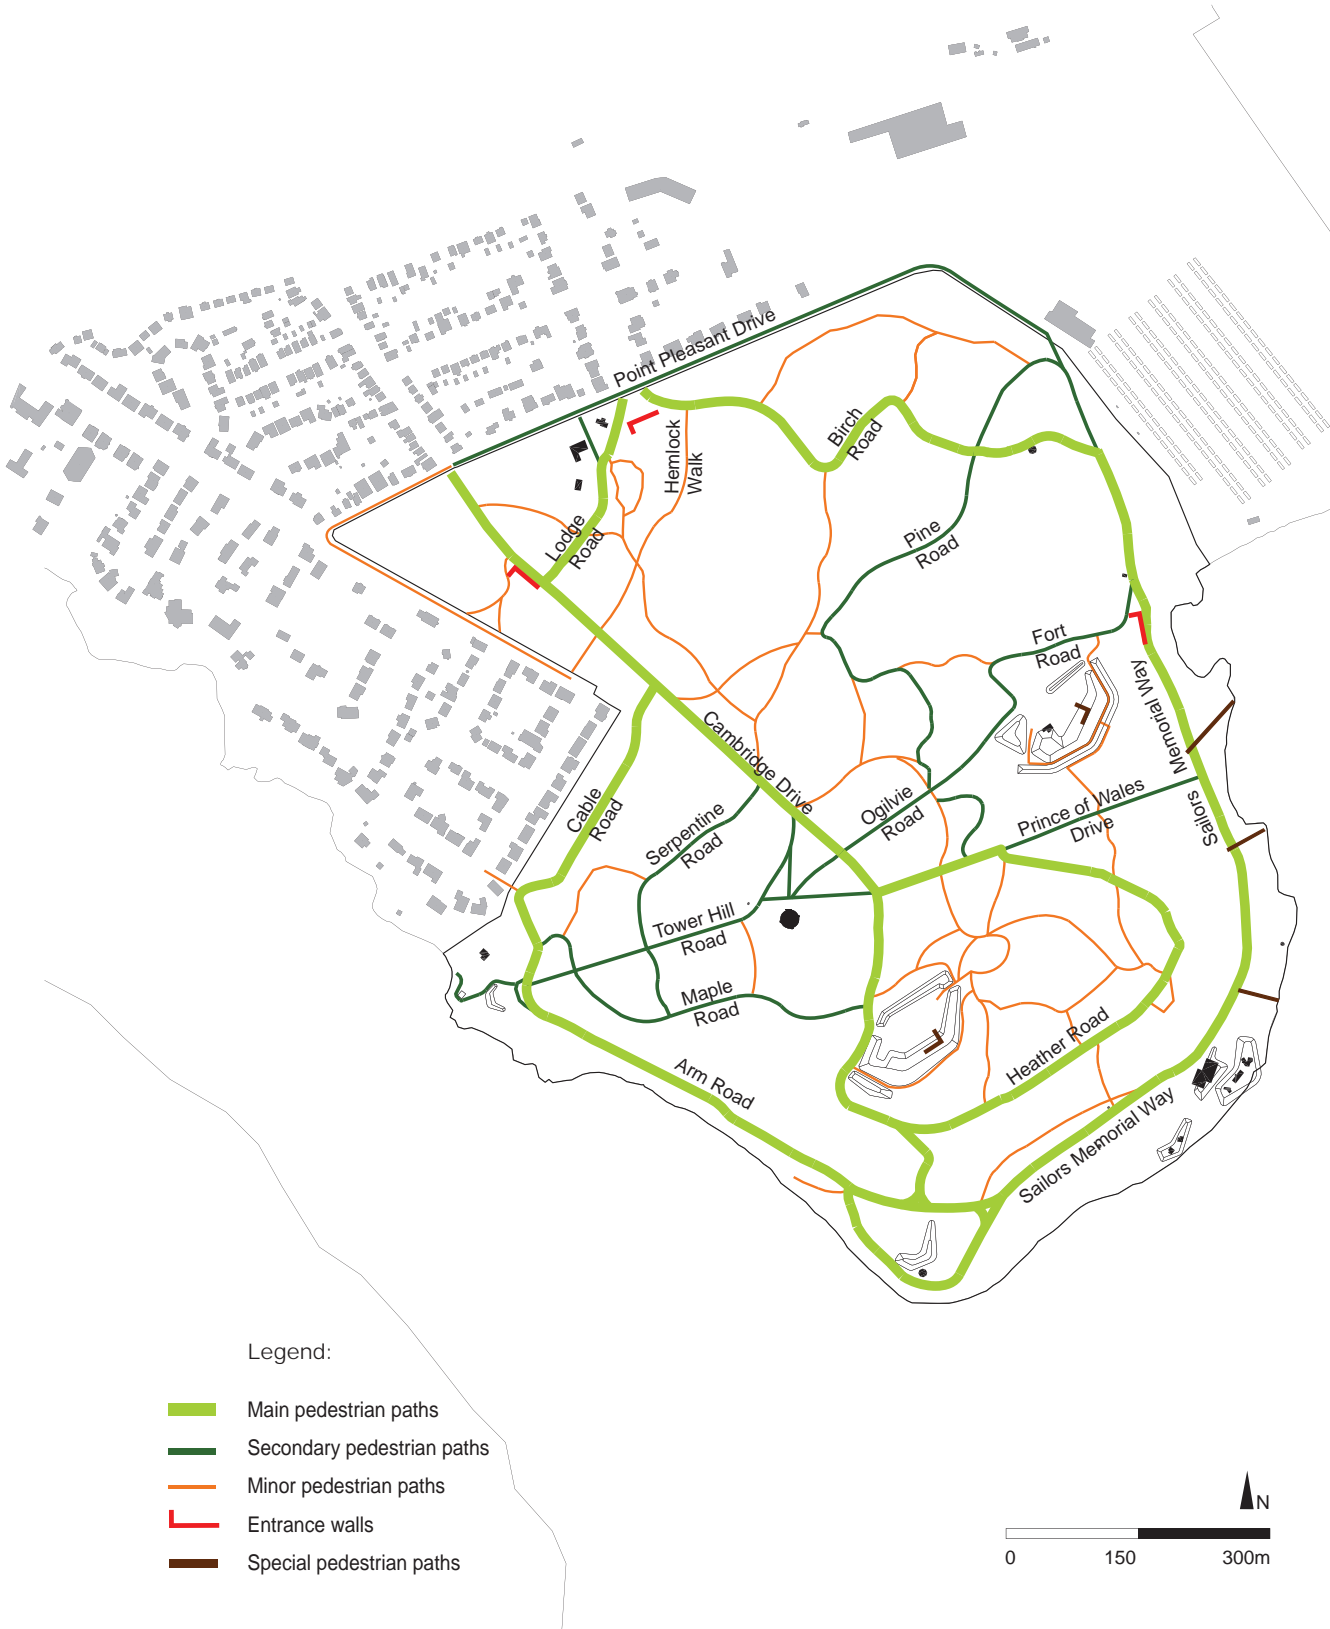 Point Pleasant Drive
Birch
Road
Hemlock
Walk
Lodge
Road
Pine
Road
Fort
Road
Sailors
Memorial Way
Cambridge Drive
Cable
Road
Serpentine
Road
Ogilvie
Road
Prince of Wales
Drive
Tower Hill
Road
Maple
Road
Arm Road
Heather Road
Sailors Memorial Way
Legend:
Main pedestrian paths
Secondary pedestrian paths
Minor pedestrian paths
Entrance walls
Special pedestrian paths
N
0 150 300m